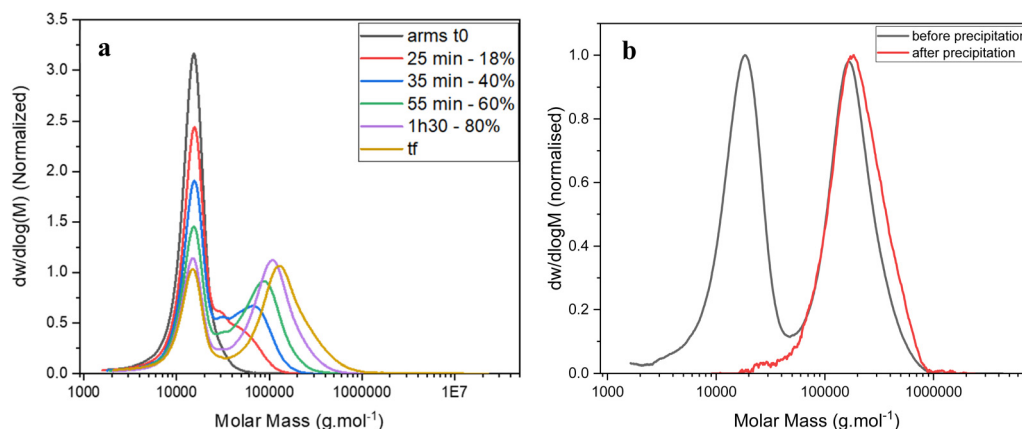 a
arms t0
25 min - 18%
35 min - 40%
55 min - 60%
1h30 - 80%
tf
dw/dlog(M) (Normalized)
3.5
3.0
2.5
2.0
1.5
1.0
0.5
0.0
1000
10000
100000
1000000
1E7
Molar Mass (g.mol⁻¹)
b
before precipitation
after precipitation
dw/dlogM (normalised)
1.0
0.8
0.6
0.4
0.2
0.0
1000
10000
100000
1000000
Molar Mass (g.mol⁻¹)